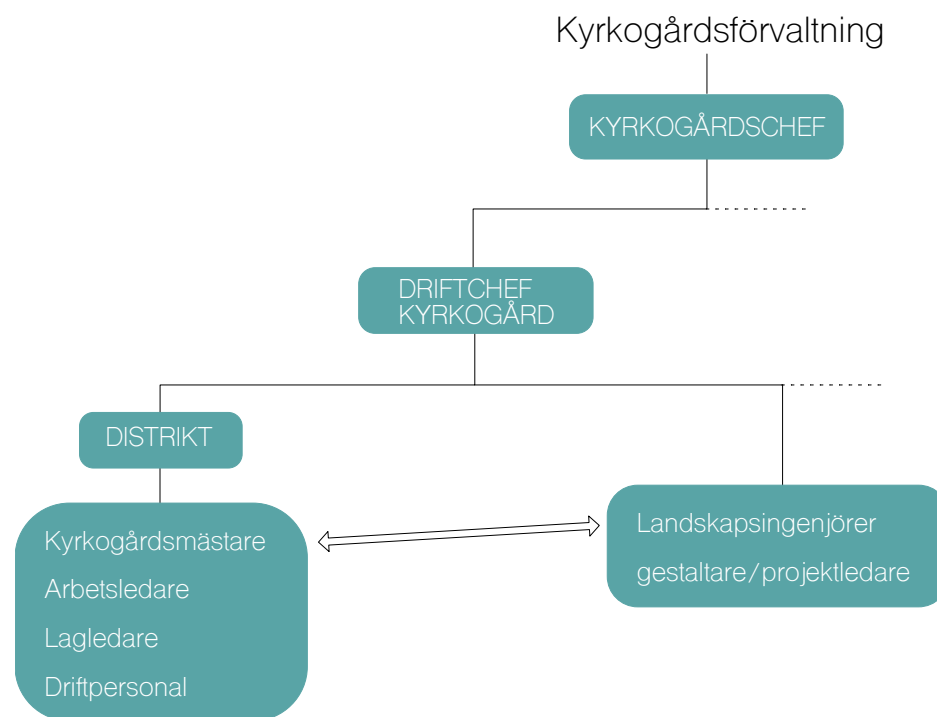 Kyrkogårdsförvaltning
KYRKOGÅRDSCHEF
DRIFTCHEF
KYRKOGÅRD
DISTRIKT
Kyrkogårdsmästare
Arbetsledare
Lagledare
Driftpersonal
Landskapsingenjörer
gestaltare/projektledare